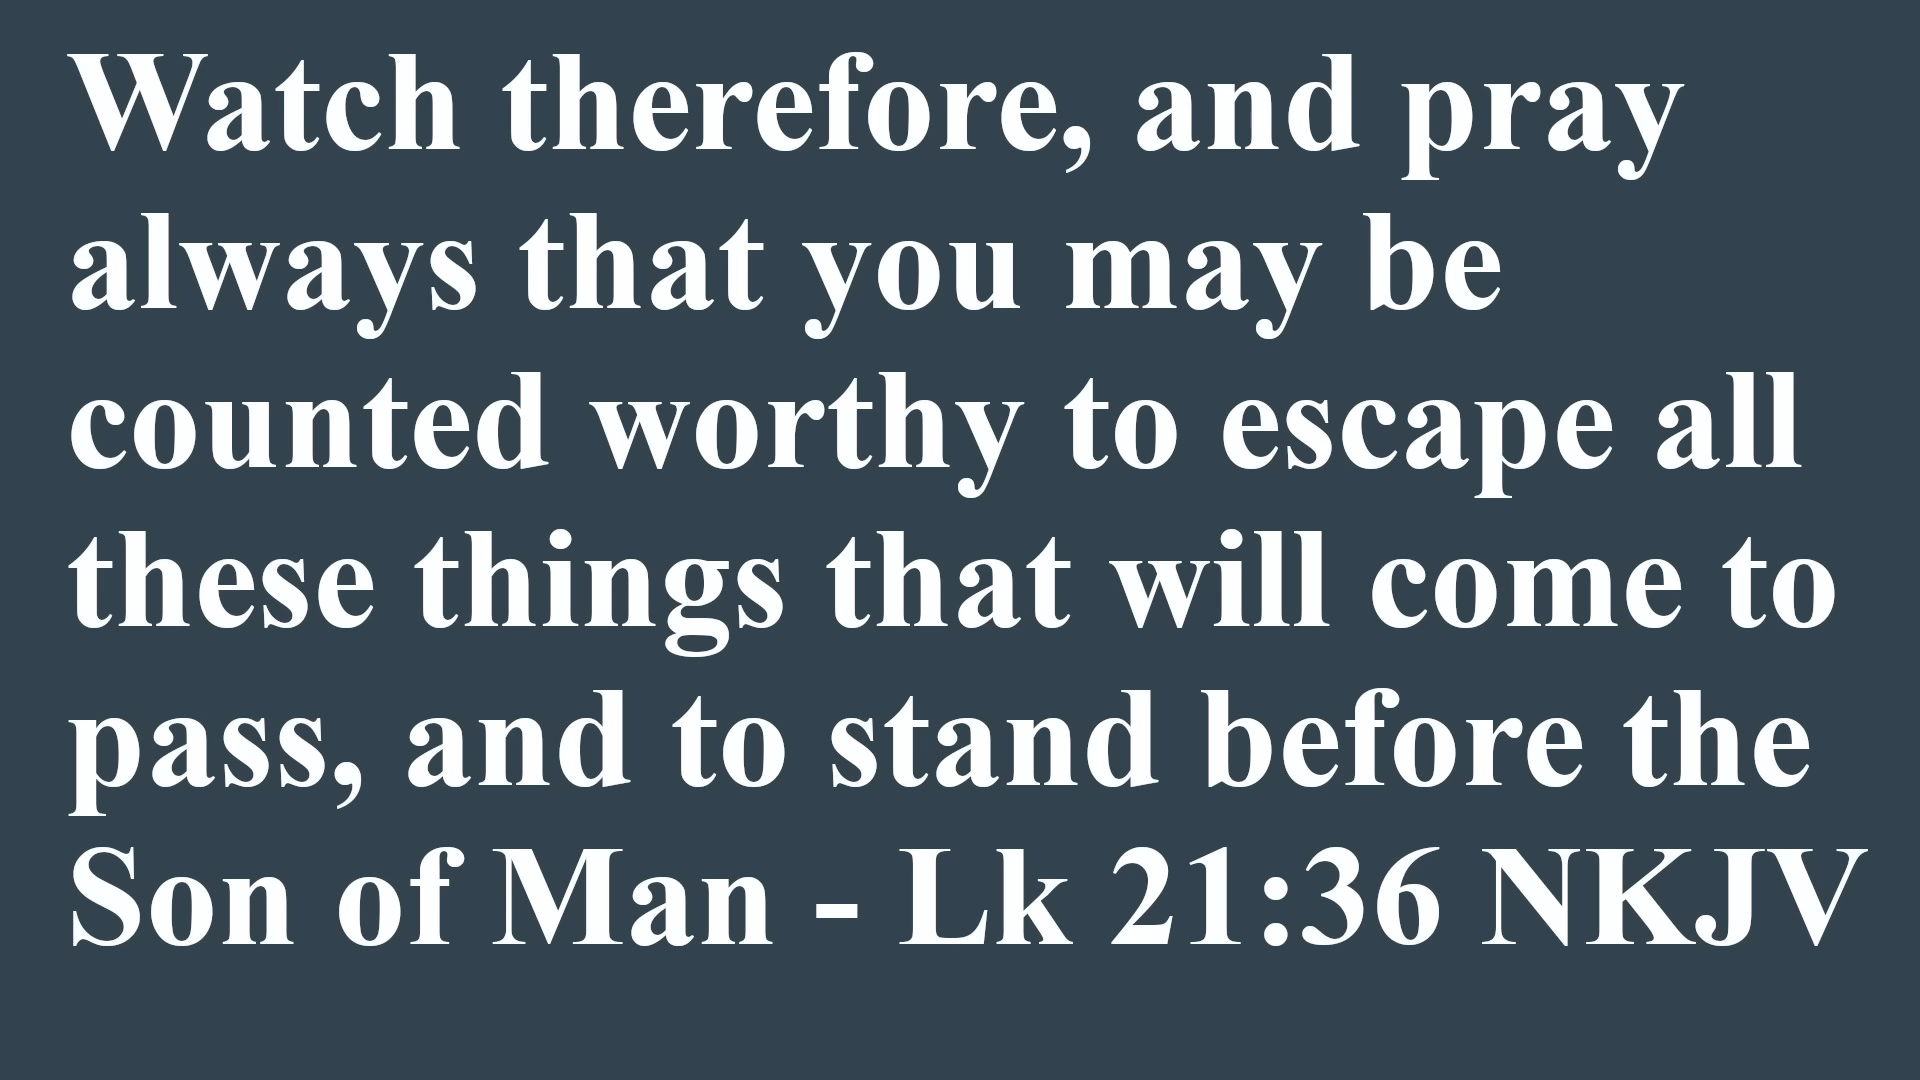 Watch therefore, and pray
always that you may be
counted worthy to escape all
these things that will come to
pass, and to stand before the
Son of Man - Lk 21:36 NKJV